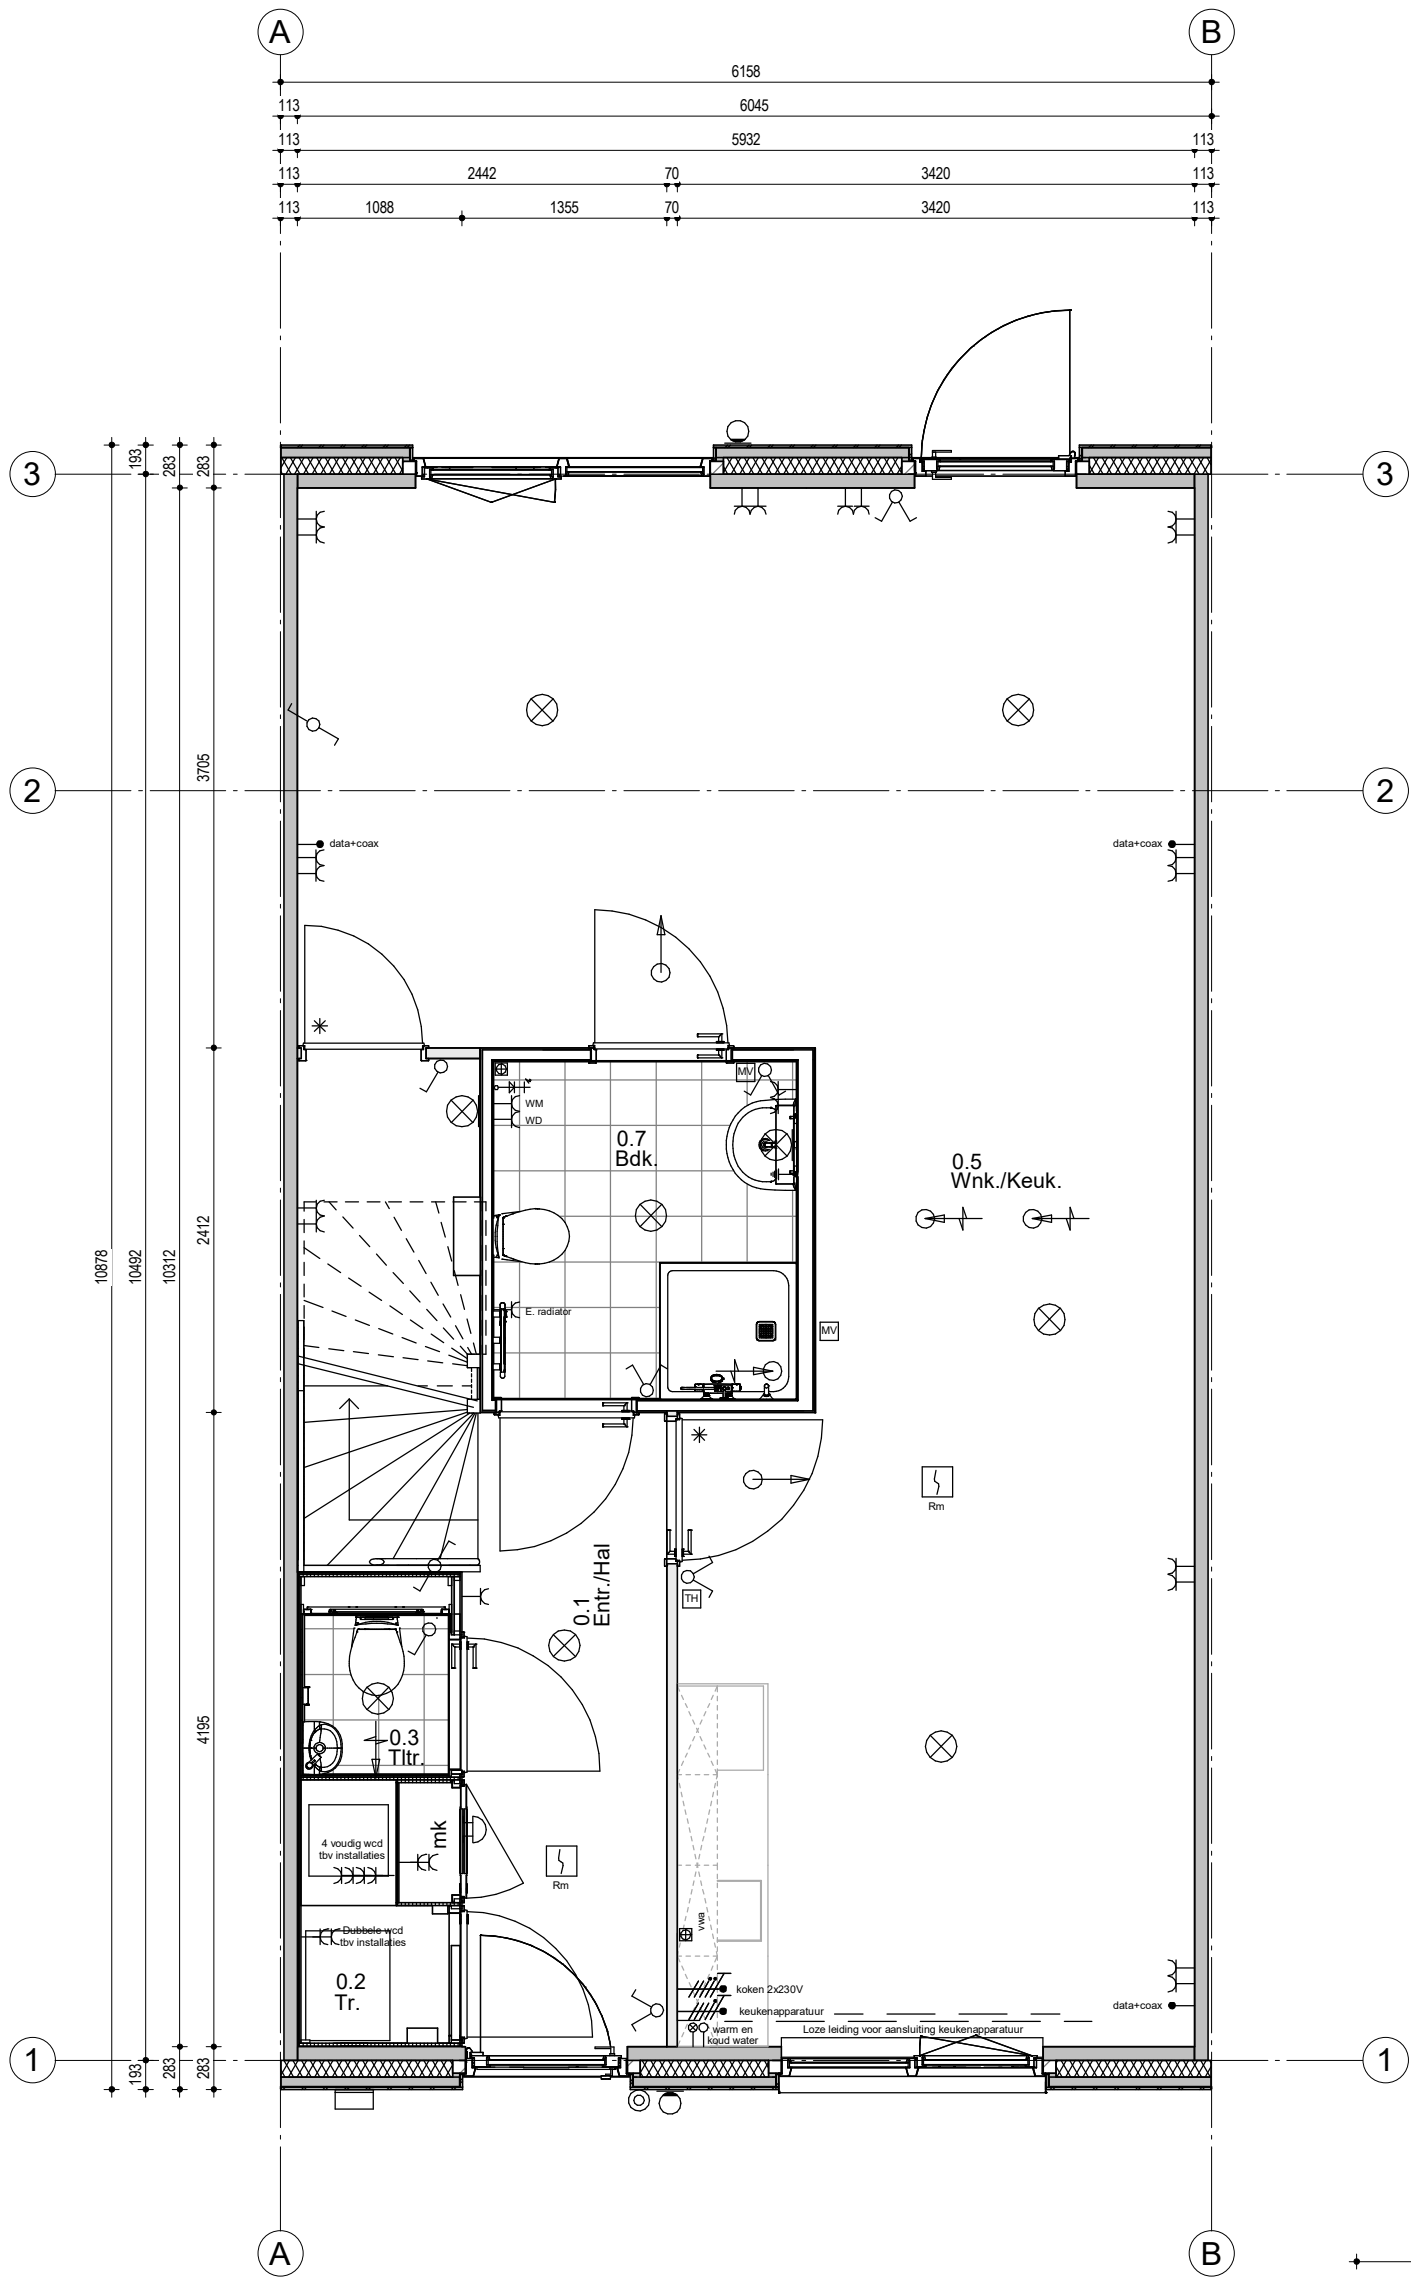 A
B
6158
113
6045
113
5932
113
113
2442
70
3420
113
113
1088
1355
70
3420
113
3
193
283
283
3
3705
2
2
data+coax
data+coax
MV
WM
WD
0.7
Bdk.
0.5
Wnk./Keuk.
2412
10878
10492
10312
E. radiator
MV
Rm
0.1
Entr./Hal
TH
4195
0.3
Tltr.
mk
4 voudig wcd
tbv installaties
Rm
vwa
Dubbele wcd
tbv installaties
0.2
Tr.
koken 2x230V
keukenapparatuur
data+coax
warm en
koud water
Loze leiding voor aansluiting keukenapparatuur
1
193
283
283
1
A
B